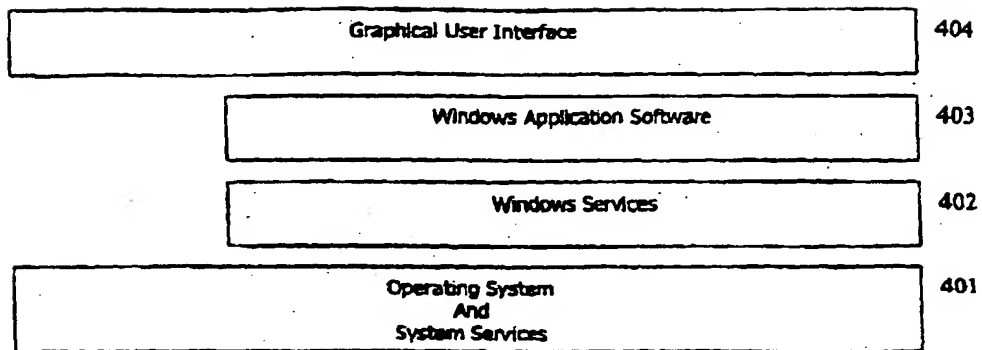 Graphical User Interface 404
Windows Application Software 403
Windows Services 402
Operating System 401
And
System Services